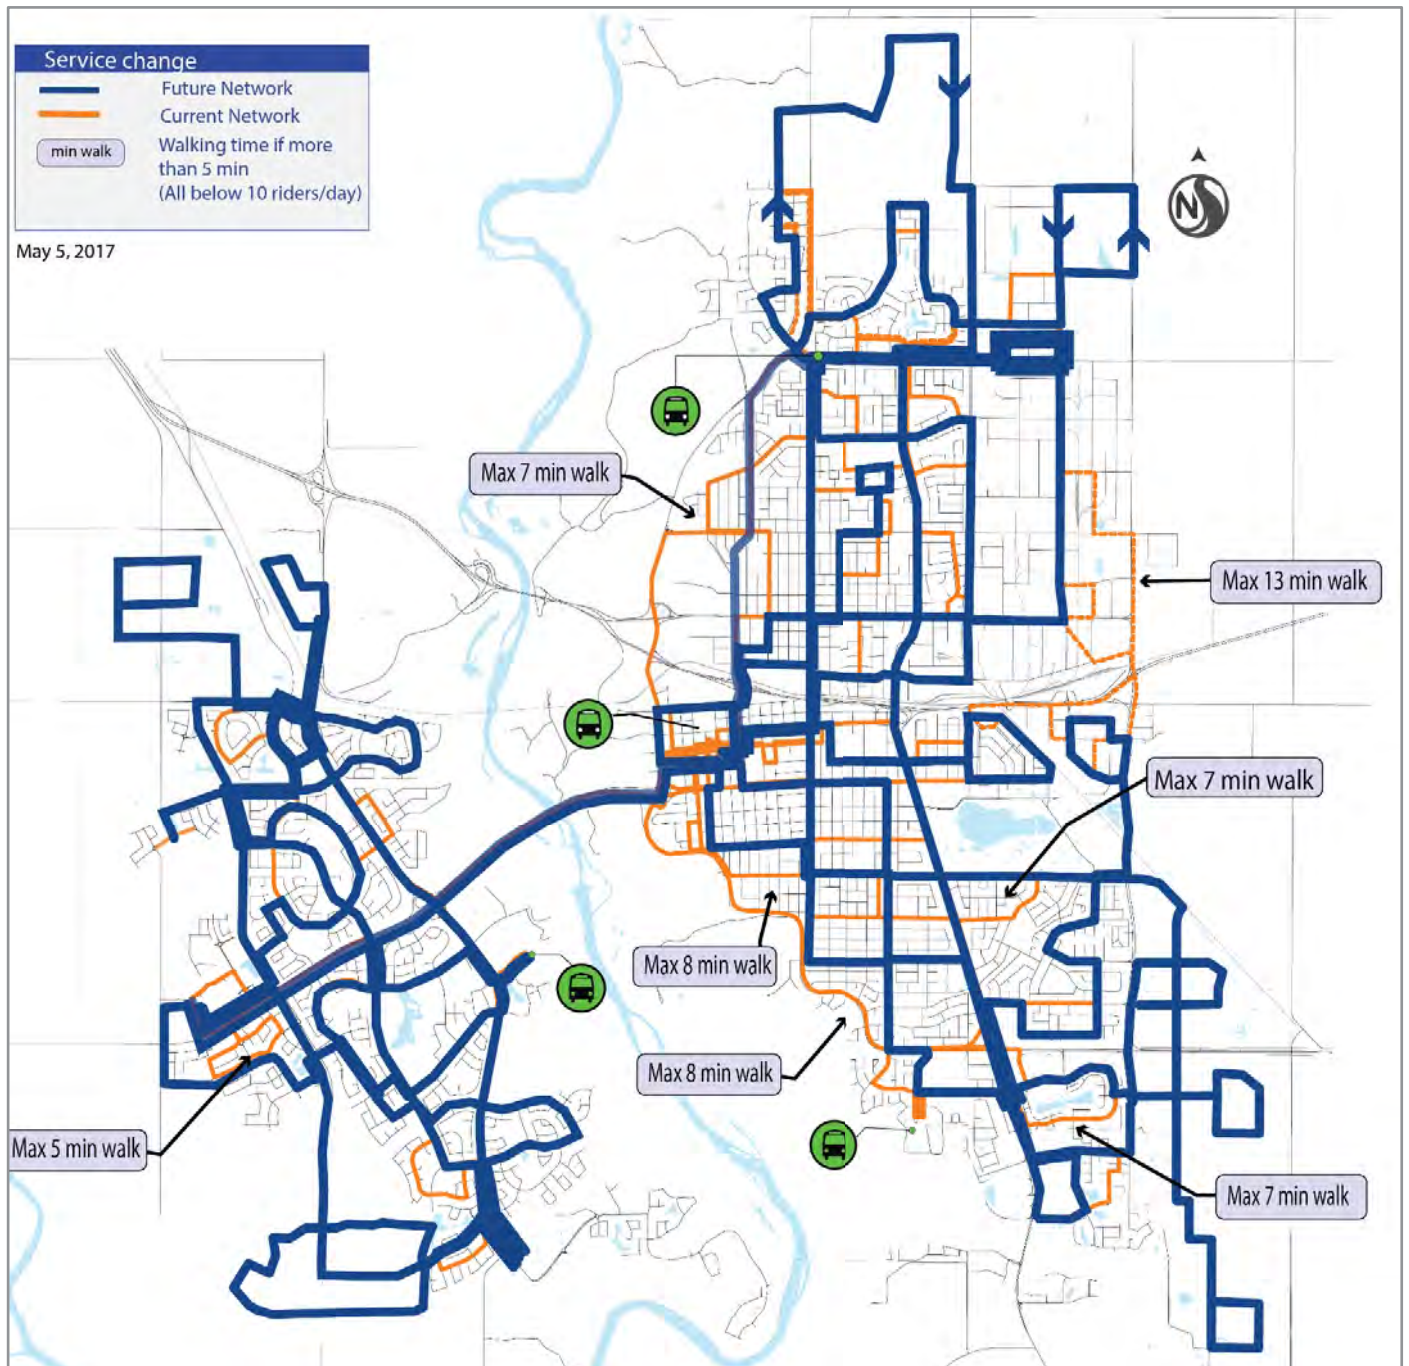 Service change
Future Network
Current Network
min walk
Walking time if more
than 5 min
(All below 10 riders/day)
May 5, 2017
N
Max 7 min walk
Max 13 min walk
Max 7 min walk
Max 8 min walk
Max 8 min walk
Max 5 min walk
Max 7 min walk